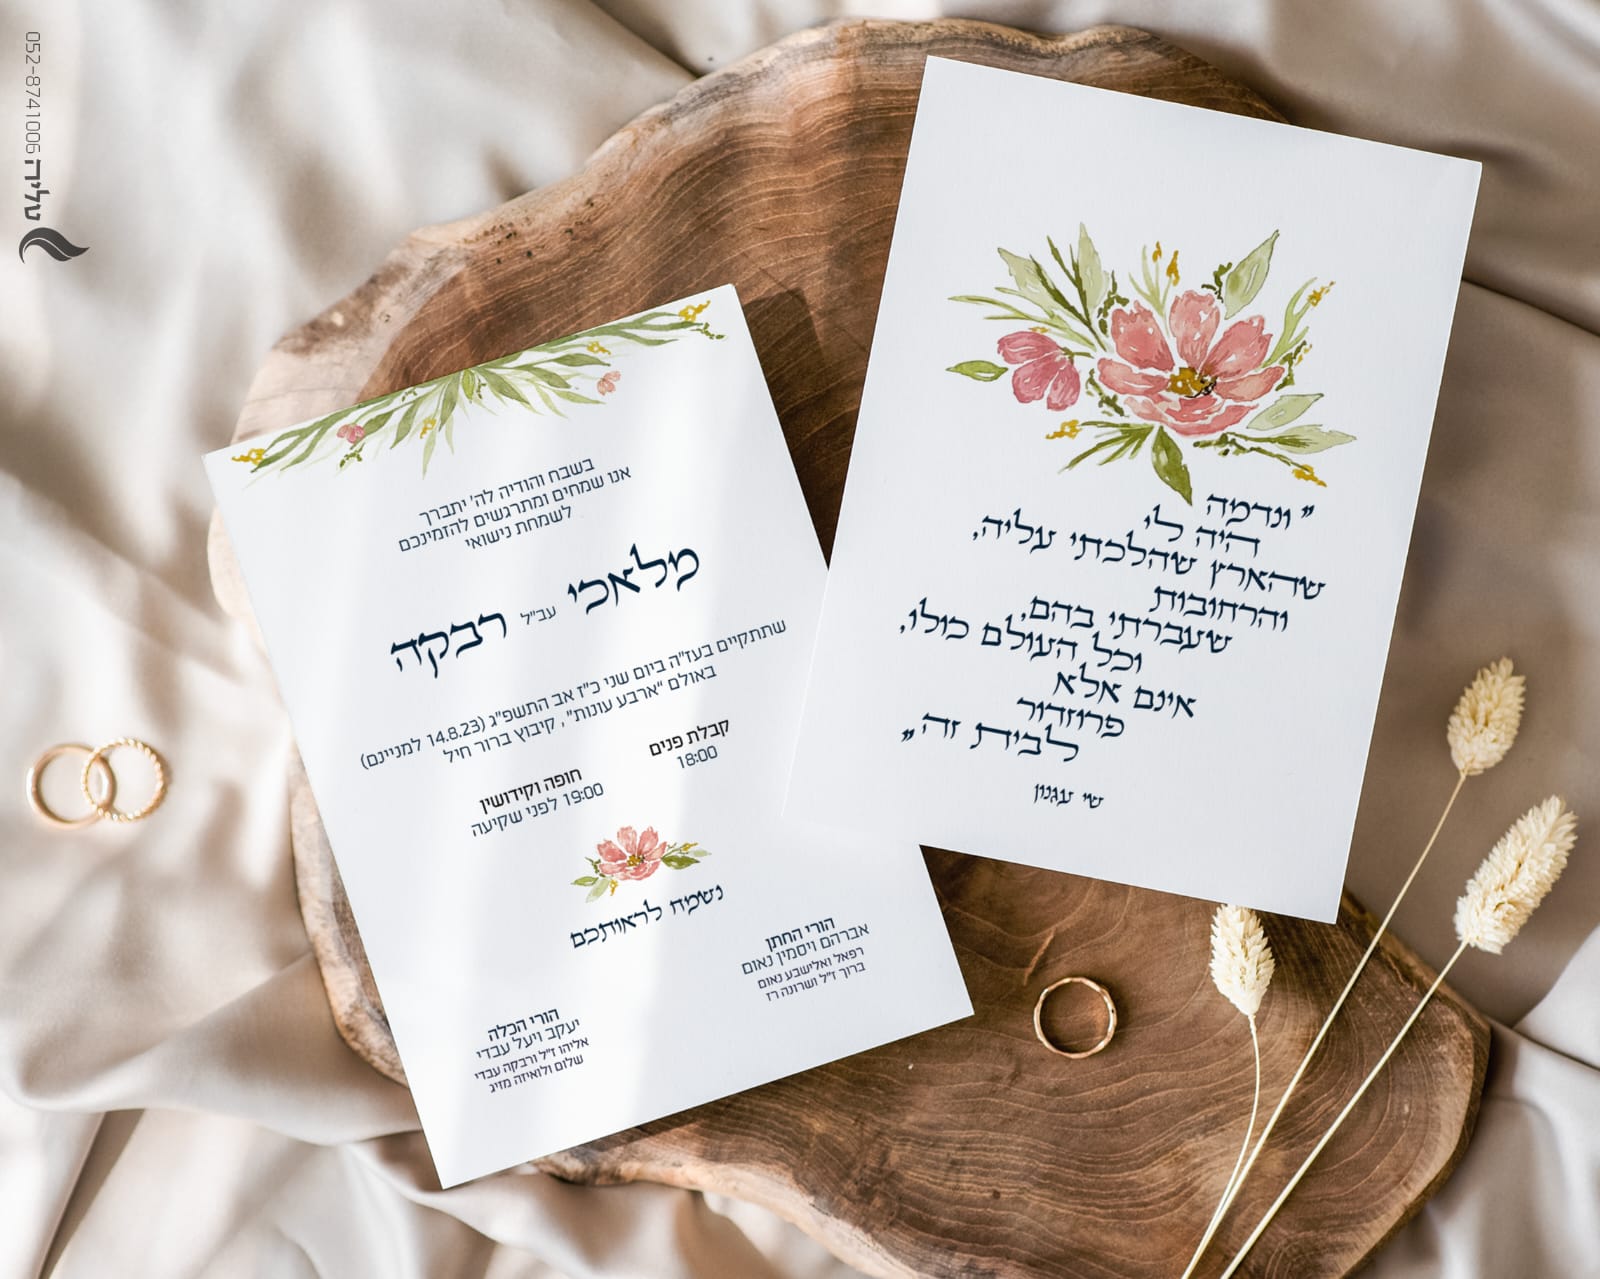 052-8741006 טליה
בשבח והודיה לה' יתברך
אנו שמחים ומתרגשים להזמינכם
לשמחת נישואי
מלאכי עב"ל רבקה
שתתקיים בעז"ה ביום שני כ"ז אב התשפ"ג (14.8.23 למניינם)
באולם "ארבע עונות", קיבוץ ברור חיל
קבלת פנים
18:00
חופה וקידושין
19:00 לפני שקיעה
נשמח לראותכם
הורי החתן
אברהם ויסמין נאום
רפאל ואלישבע נאום
ברוך ז"ל ושרונה רז
הורי הכלה
יעקב ויעל עבדי
אליהו ז"ל ורבקה עבדי
שלום ולואיזה מזיג
"ונדמה
היה לי
שהארץ שהלכתי עליה,
והרחובות
שעברתי בהם,
וכל העולם כולו,
אינם אלא
פרוזדור
לבית זה"
שי עגנון